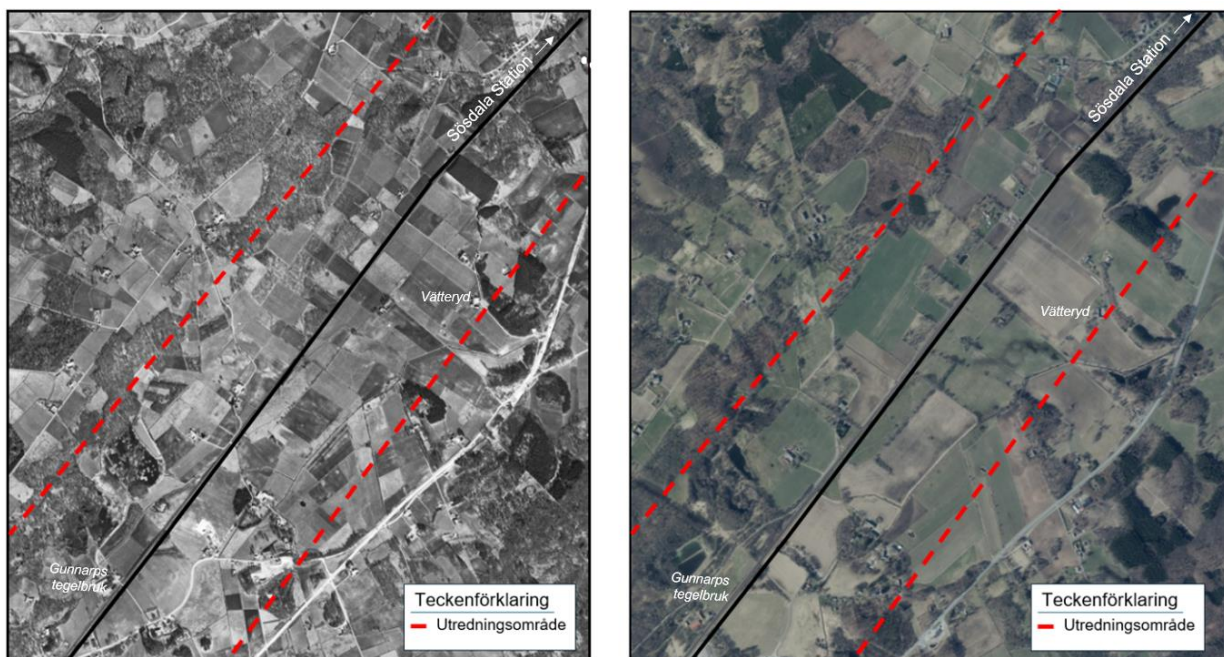 Sösdala Station
Vätteryd
Gunnarps
tegelbruk
Teckenförklaring
Utredningsområde
Sösdala Station
Vätteryd
Gunnarps
tegelbruk
Teckenförklaring
Utredningsområde